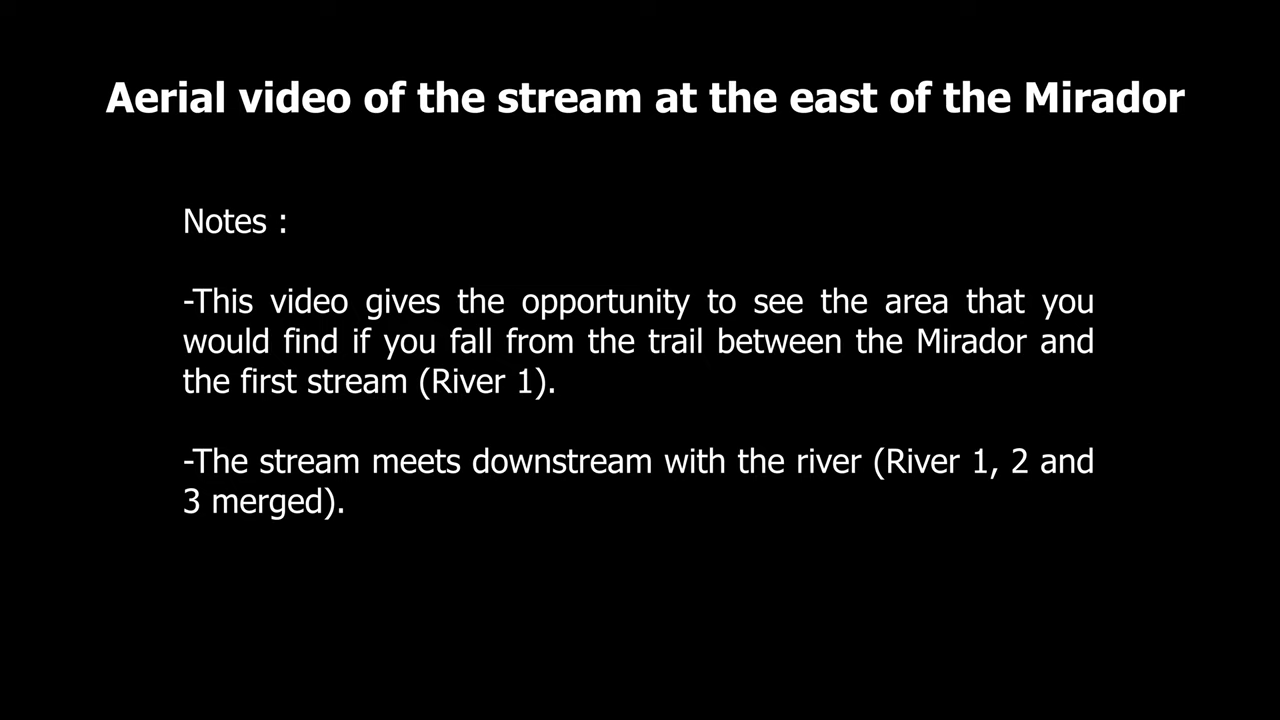 Aerial video of the stream at the east of the Mirador
Notes :
-This video gives the opportunity to see the area that you
would find if you fall from the trail between the Mirador and
the first stream (River 1).
-The stream meets downstream with the river (River 1, 2 and
3 merged).